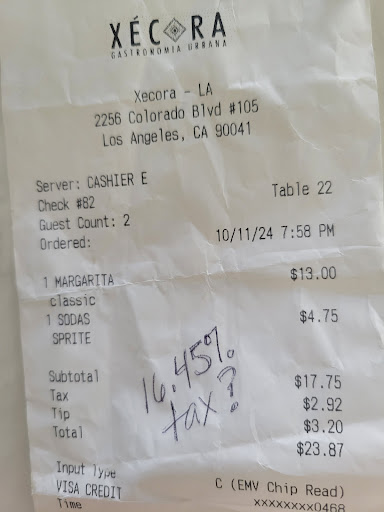 XÉCORA
GASTRONOMIA URBANA
Xecora - LA
2256 Colorado Blvd #105
Los Angeles, CA 90041
Server: CASHIER E
Check #82
Table 22
Guest Count: 2
Ordered:
10/11/24 7:58 PM
1 MARGARITA $13.00
classic
1 SODAS $4.75
SPRITE
Subtotal $17.75
Tax $2.92
Tip $3.20
Total $23.87
16.45%
tax?
Input Type C (EMV Chip Read)
VISA CREDIT xxxxxxxx0468
Time